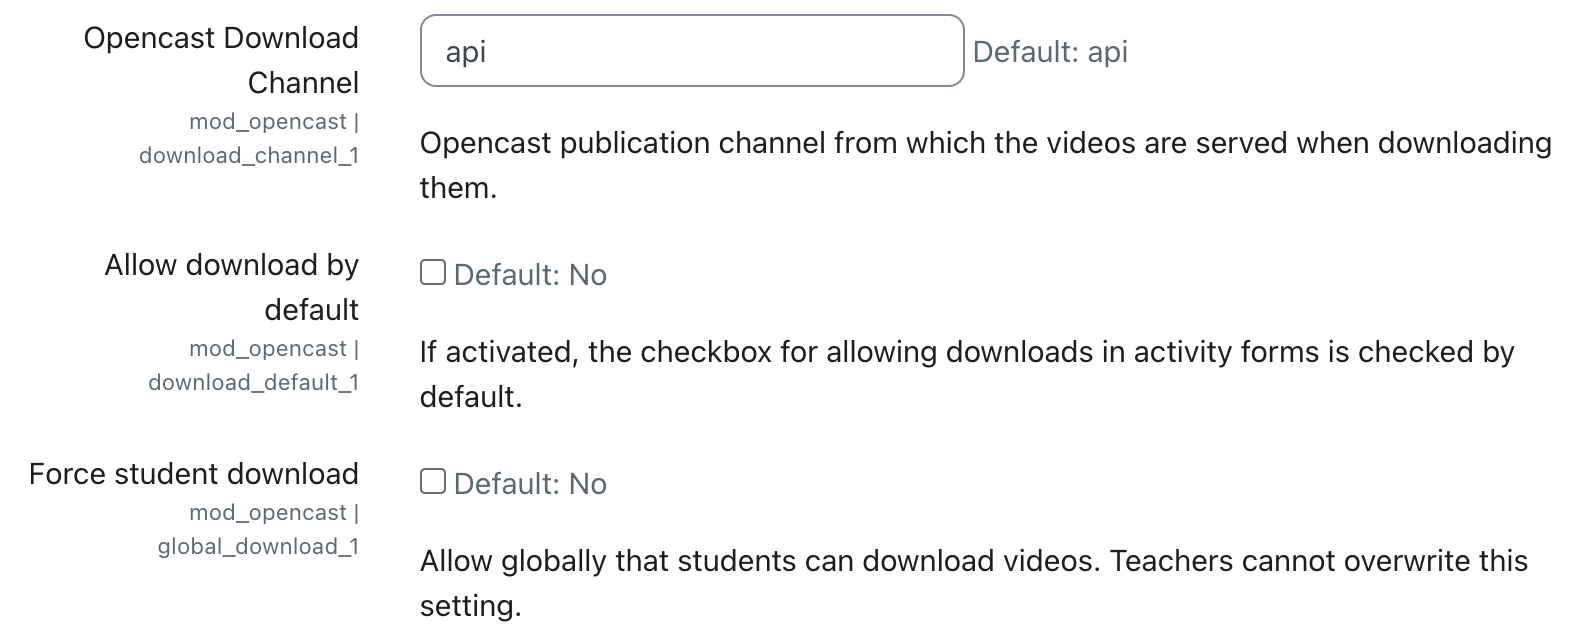 Opencast Download
Channel
mod_opencast |
download_channel_1
api
Default: api
Opencast publication channel from which the videos are served when downloading
them.
Allow download by
default
mod_opencast |
download_default_1
Default: No
If activated, the checkbox for allowing downloads in activity forms is checked by
default.
Force student download
mod_opencast |
global_download_1
Default: No
Allow globally that students can download videos. Teachers cannot overwrite this
setting.